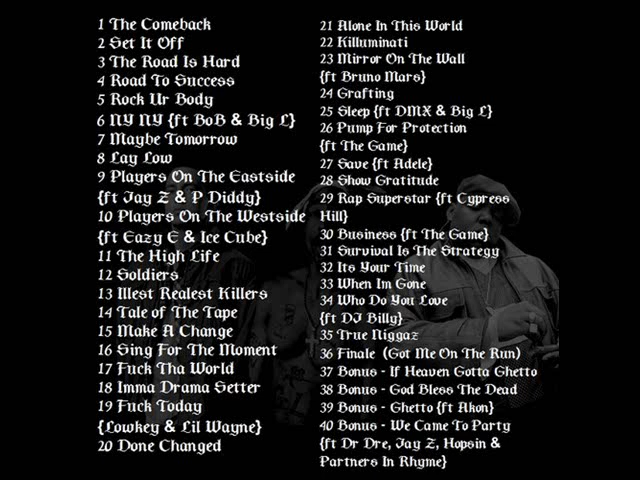 1 The Comeback
2 Set It Off
3 The Road Is Hard
4 Road To Success
5 Rock Ur Body
6 NY NY {ft BoB & Big L}
7 Maybe Tomorrow
8 Lay Low
9 Players On The Eastside
{ft Jay Z & P Diddy}
10 Players On The Westside
{ft Eazy E & Ice Cube}
11 The High Life
12 Soldiers
13 Illest Realest Killers
14 Tale of The Tape
15 Make A Change
16 Sing For The Moment
17 Fuck Tha World
18 Imma Drama Setter
19 Fuck Today
{Lowkey & Lil Wayne}
20 Done Changed
21 Alone In This World
22 Killuminati
23 Mirror On The Wall
{ft Bruno Mars}
24 Grafting
25 Sleep {ft DMX & Big L}
26 Pump For Protection
{ft The Game}
27 Save {ft Adele}
28 Show Gratitude
29 Rap Superstar {ft Cypress
Hill}
30 Business {ft The Game}
31 Survival Is The Strategy
32 Its Your Time
33 When Im Gone
34 Who Do You Love
{ft DJ Billy}
35 True Niggaz
36 Finale (Got Me On The Run)
37 Bonus - If Heaven Gotta Ghetto
38 Bonus - God Bless The Dead
39 Bonus - Ghetto {ft Akon}
40 Bonus - We Came To Party
{ft Dr Dre, Jay Z, Hopsin &
Partners In Rhyme}